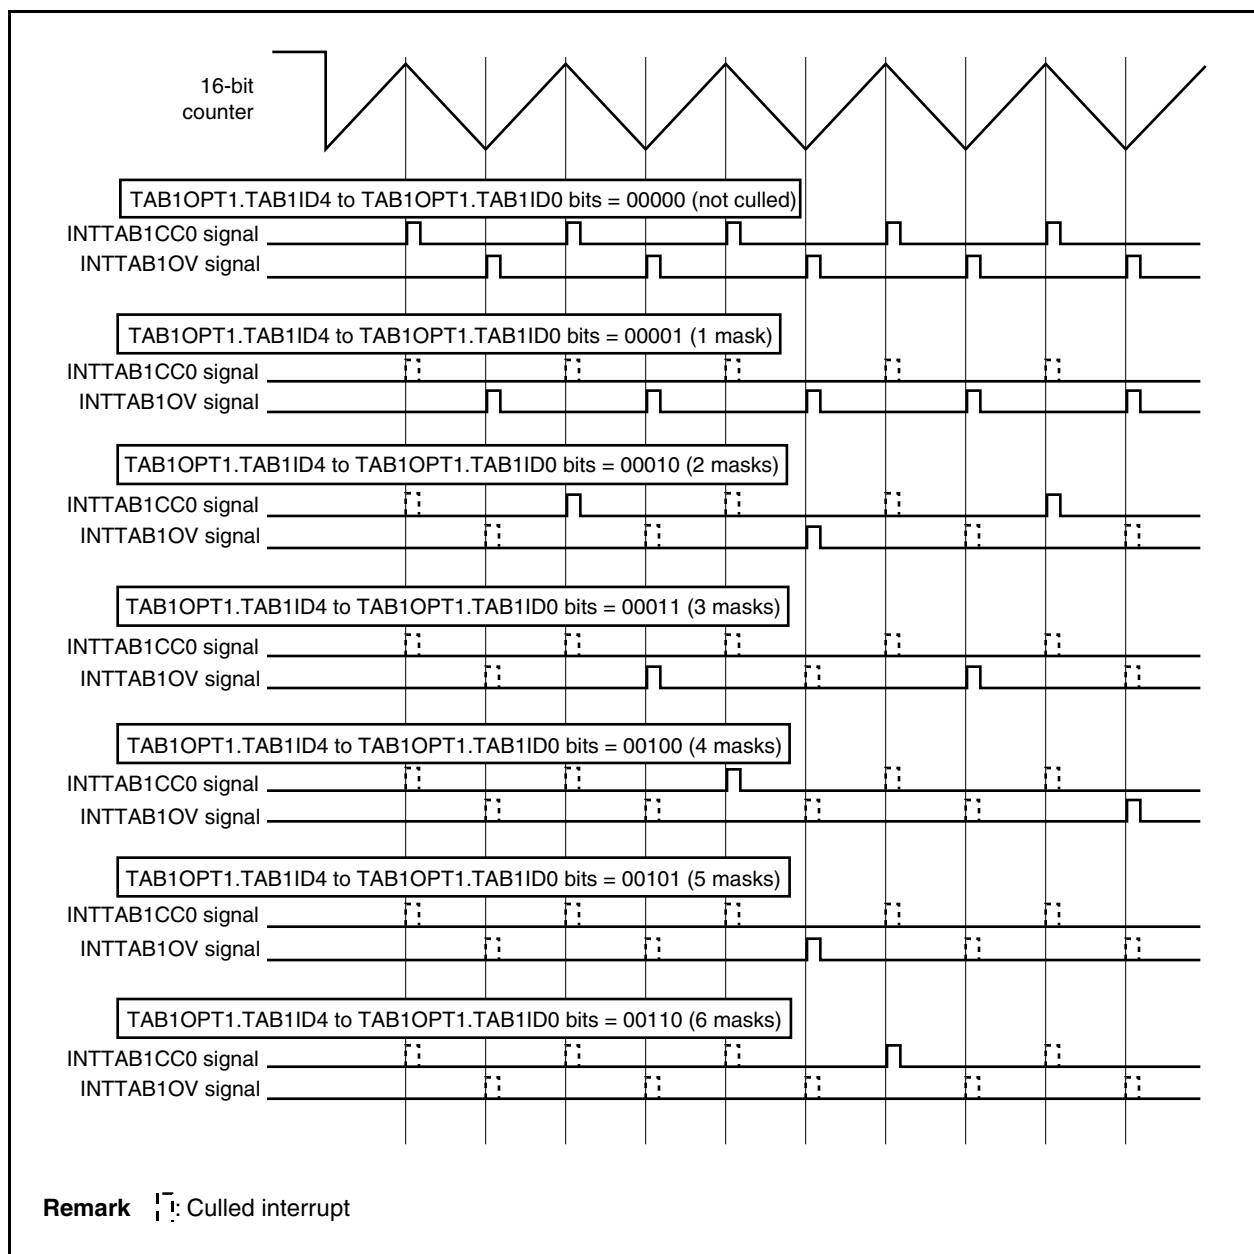 16-bit
counter
TAB1OPT1.TAB1ID4 to TAB1OPT1.TAB1ID0 bits = 00000 (not culled)
INTTAB1CC0 signal
INTTAB1OV signal
TAB1OPT1.TAB1ID4 to TAB1OPT1.TAB1ID0 bits = 00001 (1 mask)
INTTAB1CC0 signal
INTTAB1OV signal
TAB1OPT1.TAB1ID4 to TAB1OPT1.TAB1ID0 bits = 00010 (2 masks)
INTTAB1CC0 signal
INTTAB1OV signal
TAB1OPT1.TAB1ID4 to TAB1OPT1.TAB1ID0 bits = 00011 (3 masks)
INTTAB1CC0 signal
INTTAB1OV signal
TAB1OPT1.TAB1ID4 to TAB1OPT1.TAB1ID0 bits = 00100 (4 masks)
INTTAB1CC0 signal
INTTAB1OV signal
TAB1OPT1.TAB1ID4 to TAB1OPT1.TAB1ID0 bits = 00101 (5 masks)
INTTAB1CC0 signal
INTTAB1OV signal
TAB1OPT1.TAB1ID4 to TAB1OPT1.TAB1ID0 bits = 00110 (6 masks)
INTTAB1CC0 signal
INTTAB1OV signal
Remark : Culled interrupt